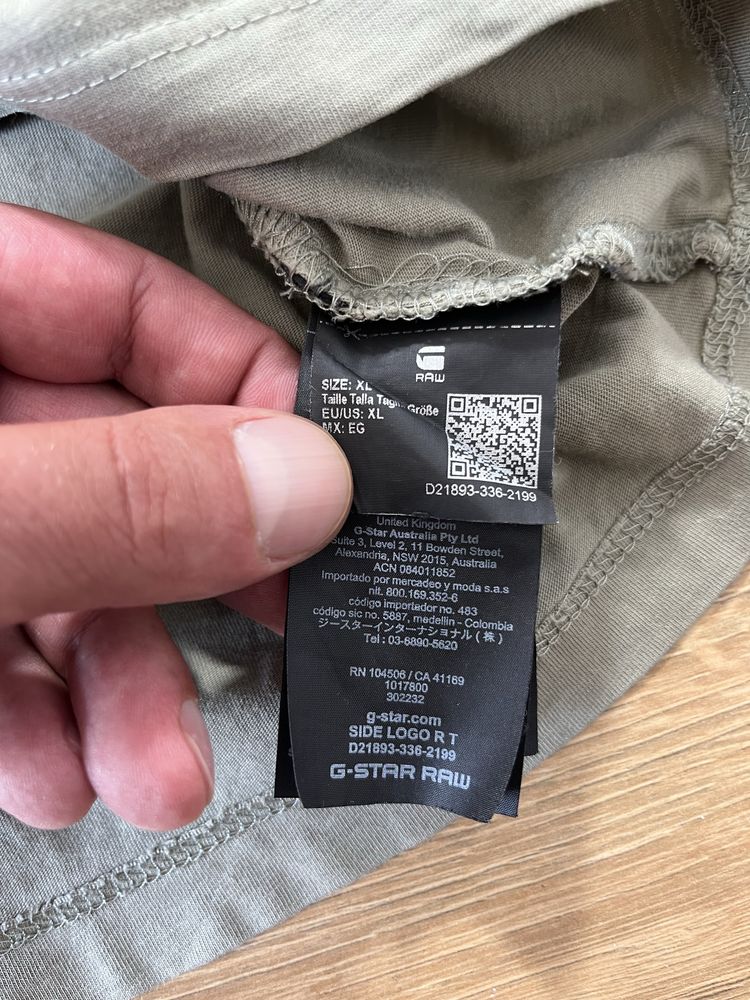 RAW
SIZE: XL
Taille Talla Größe
EU/US: XL
MX: EG
D21893-336-2199
United Kingdom
G-Star Australia Pty Ltd
Suite 3, Level 2, 11 Bowden Street,
Alexandria, NSW 2015, Australia
ACN 084011852
Importado por mercadeo y moda s.a.s
nit. 800.169.352-6
código importador no. 483
código sic no. 5887, medellin - Colombia
ジースターインターナショナル(株)
Tel: 03-6890-5620
RN 104506 / CA 41169
1017800
302232
g-star.com
SIDE LOGO R T
D21893-336-2199
G-STAR RAW